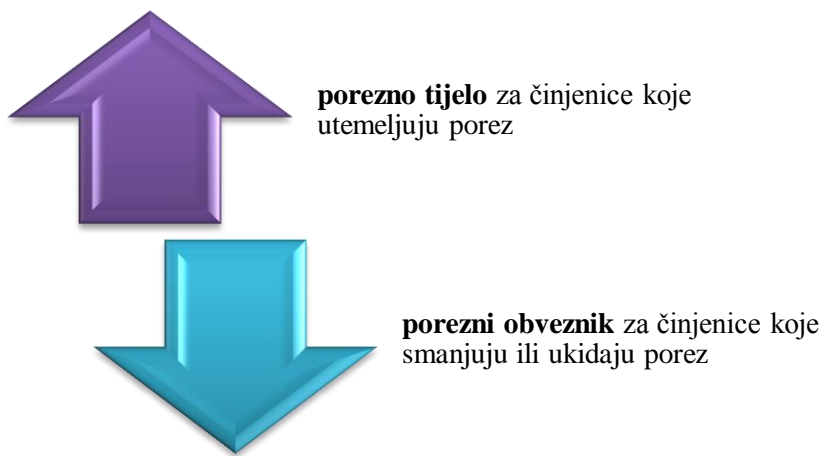 porezno tijelo za činjenice koje
utemeljuju porez
porezni obveznik za činjenice koje
smanjuju ili ukidaju porez